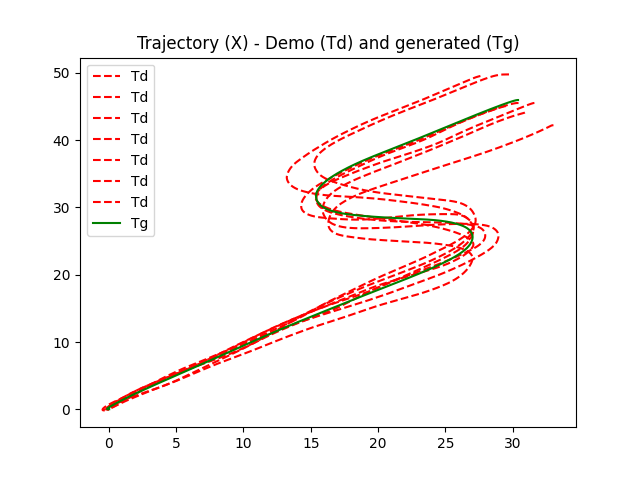 Trajectory (X) - Demo (Td) and generated (Tg)
50
40
30
20
10
0
Td
Td
Td
Td
Td
Td
Td
Tg
0 5 10 15 20 25 30